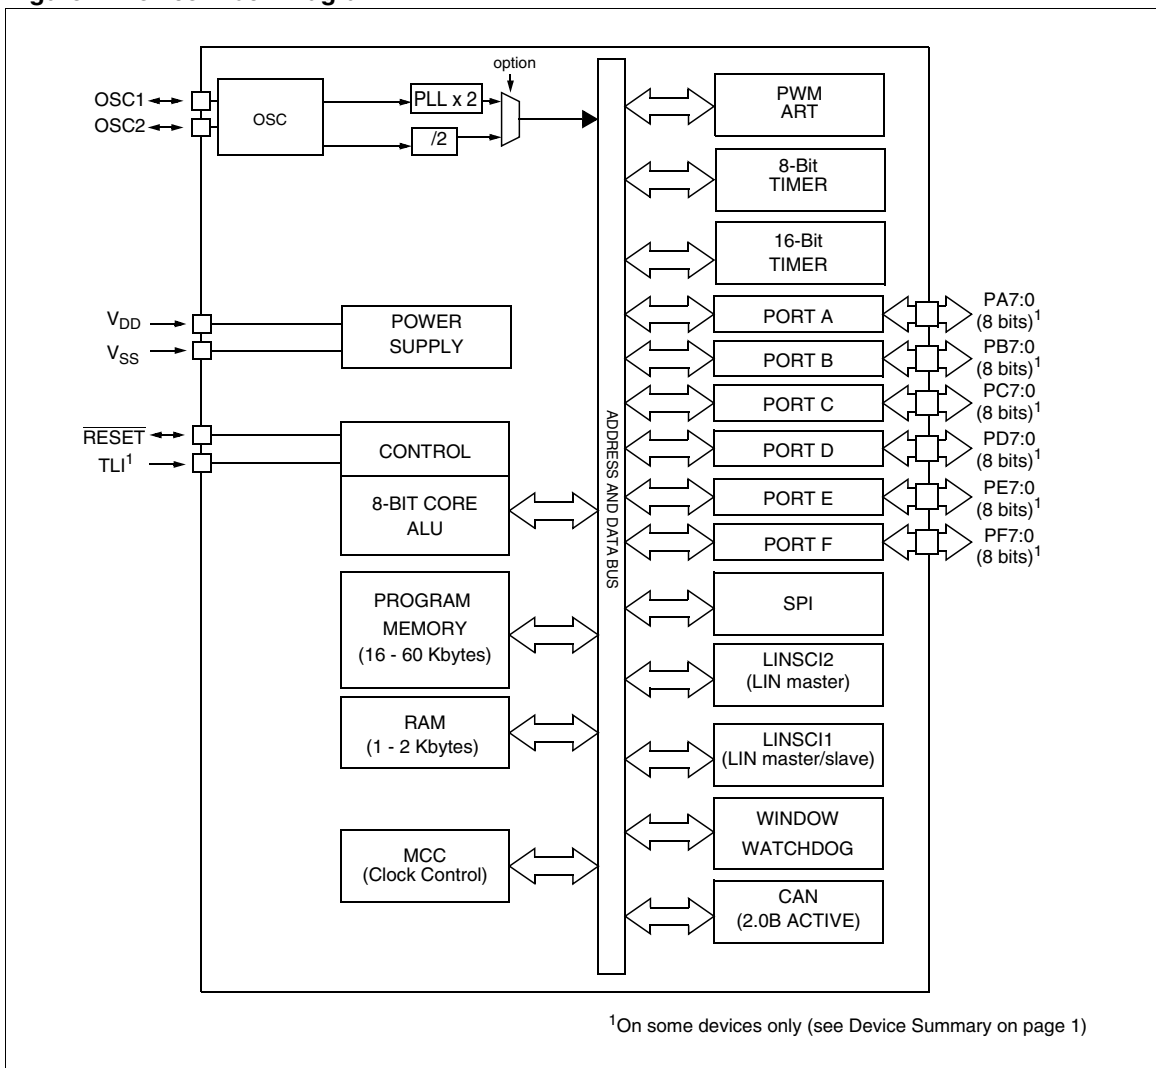 option
OSC1
OSC2
OSC
PLL x 2
/2
PWM
ART
8-Bit
TIMER
16-Bit
TIMER
VDD
VSS
POWER
SUPPLY
RESET
TLI1
CONTROL
8-BIT CORE
ALU
PROGRAM
MEMORY
(16 - 60 Kbytes)
RAM
(1 - 2 Kbytes)
MCC
(Clock Control)
ADDRESS AND DATA BUS
PORT A
PA7:0
(8 bits)1
PORT B
PB7:0
(8 bits)1
PORT C
PC7:0
(8 bits)1
PORT D
PD7:0
(8 bits)1
PORT E
PE7:0
(8 bits)1
PORT F
PF7:0
(8 bits)1
SPI
LINSCI2
(LIN master)
LINSCI1
(LIN master/slave)
WINDOW
WATCHDOG
CAN
(2.0B ACTIVE)
1On some devices only (see Device Summary on page 1)